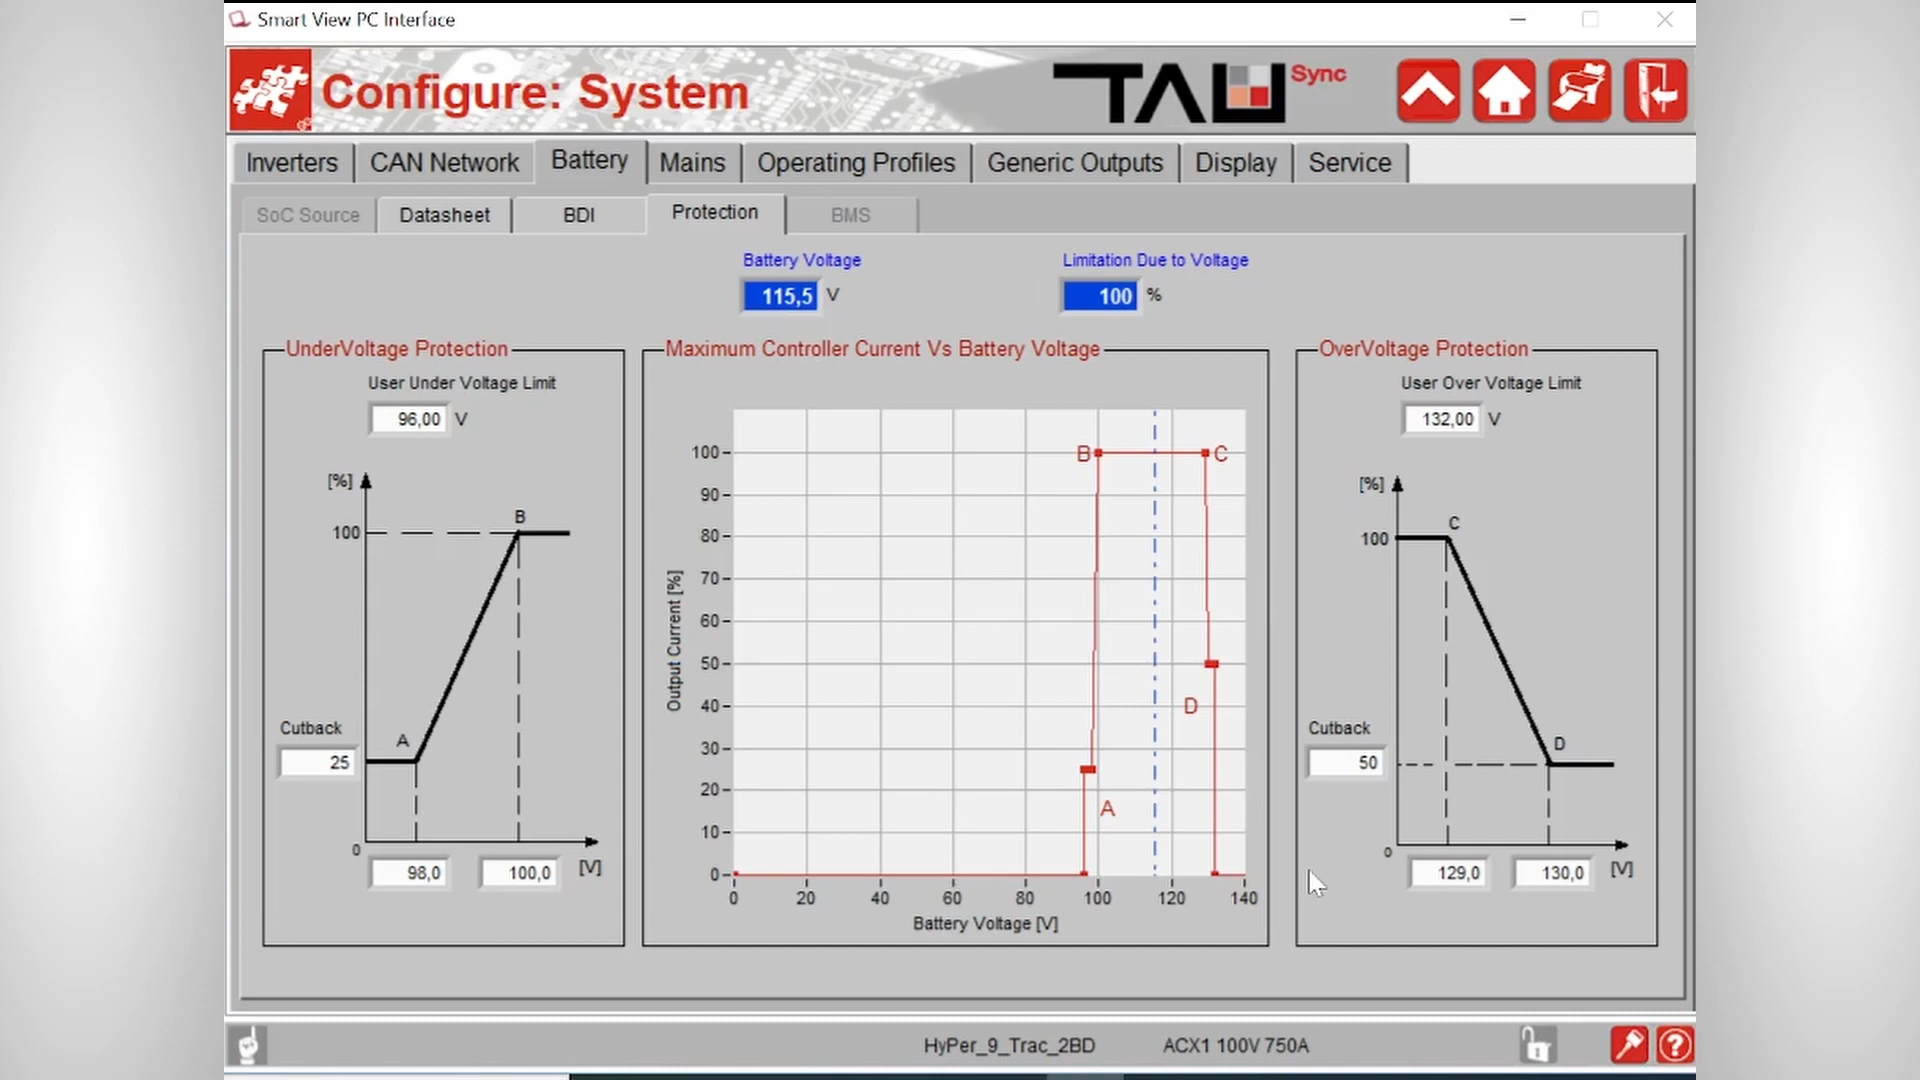 Smart View PC Interface
Configure: System
TAU Sync
Inverters CAN Network Battery Mains Operating Profiles Generic Outputs Display Service
SoC Source Datasheet BDI Protection BMS
Battery Voltage
115,5 V
Limitation Due to Voltage
100 %
UnderVoltage Protection
User Under Voltage Limit
96,00 V
[%]
B
100
Cutback
A
25
0
98,0 100,0 [V]
Maximum Controller Current Vs Battery Voltage
Output Current [%]
100
90
80
70
60
50
40
30
20
10
0
B C
D
A
0 20 40 60 80 100 120 140
Battery Voltage [V]
OverVoltage Protection
User Over Voltage Limit
132,00 V
[%]
C
100
Cutback
D
50
0
129,0 130,0 [V]
HyPer_9_Trac_2BD ACX1 100V 750A
?